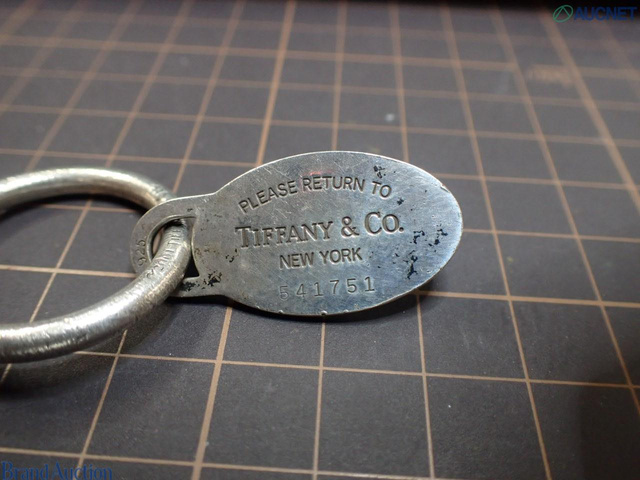 AUCNET
PLEASE RETURN TO
TIFFANY & CO.
NEW YORK
541751
Brand Auction